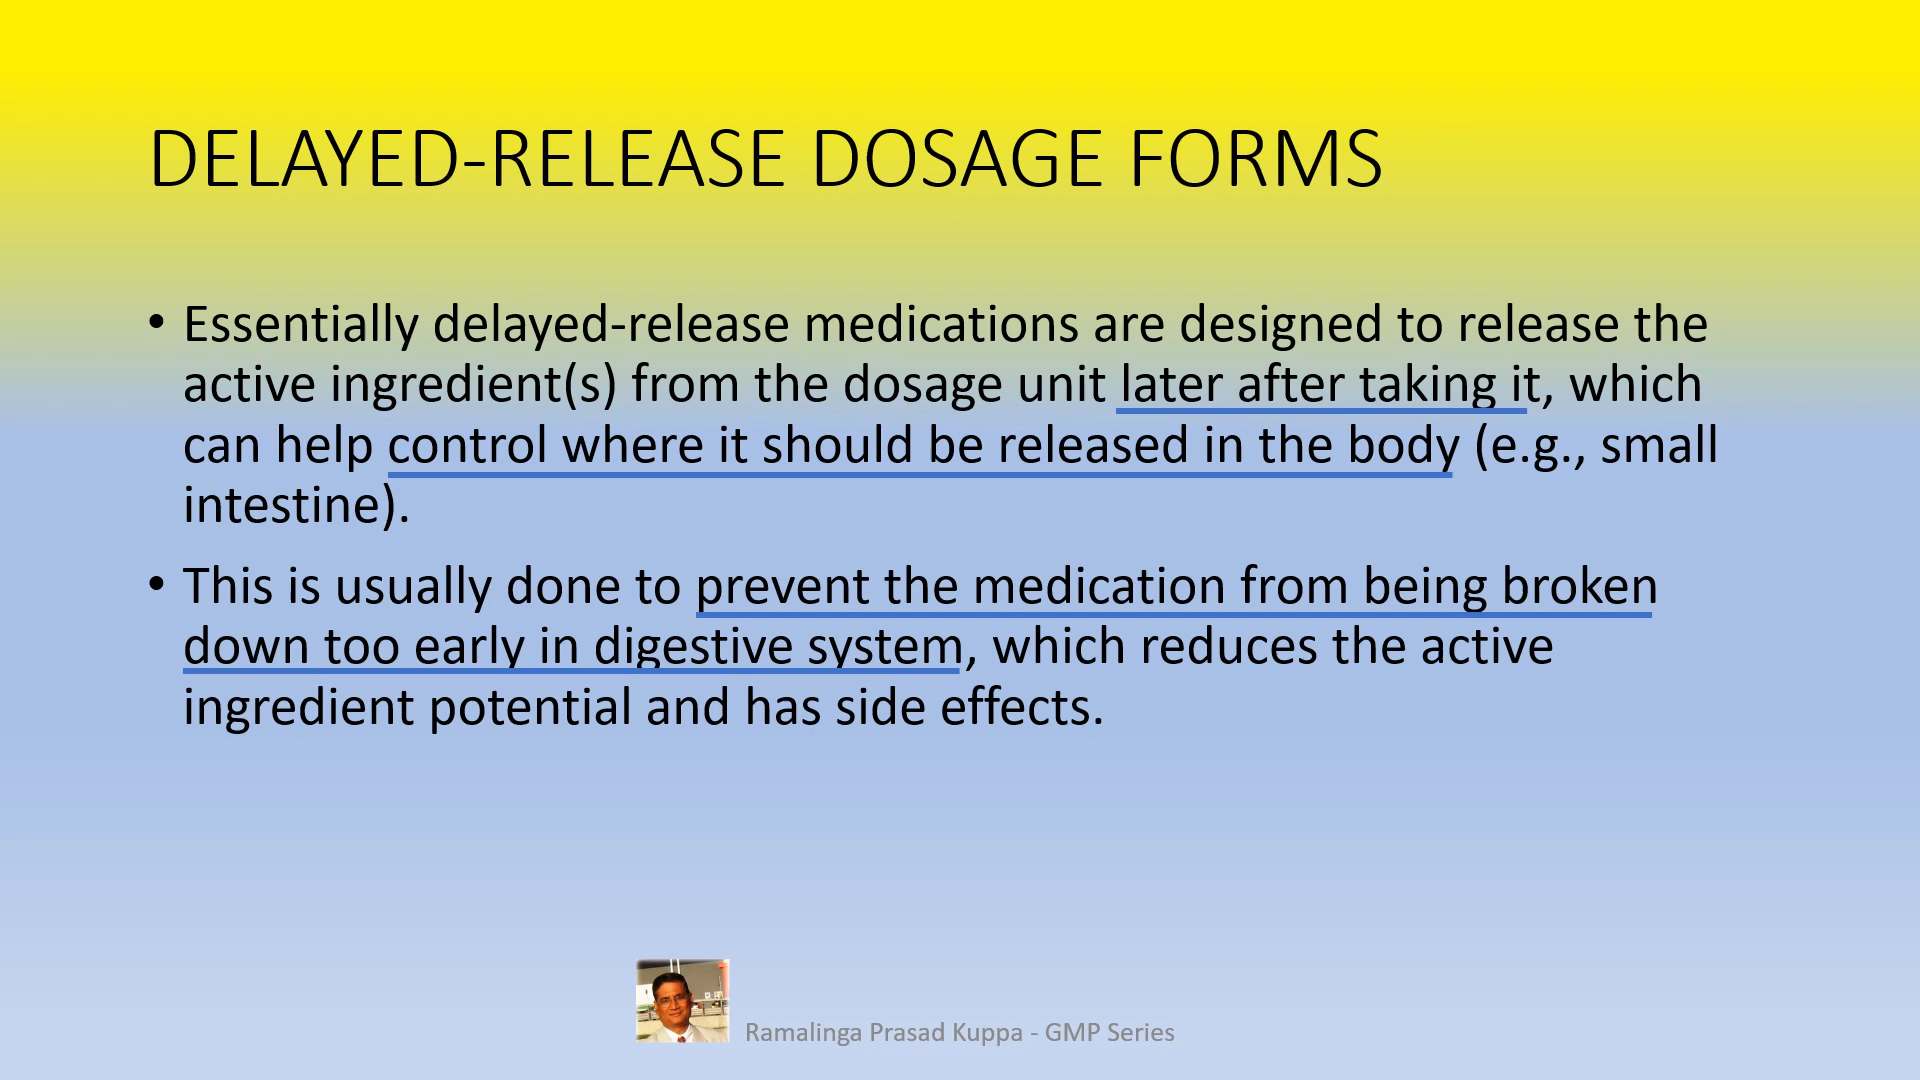 DELAYED-RELEASE DOSAGE FORMS
• Essentially delayed-release medications are designed to release the
active ingredient(s) from the dosage unit later after taking it, which
can help control where it should be released in the body (e.g., small
intestine).
• This is usually done to prevent the medication from being broken
down too early in digestive system, which reduces the active
ingredient potential and has side effects.
Ramalinga Prasad Kuppa - GMP Series